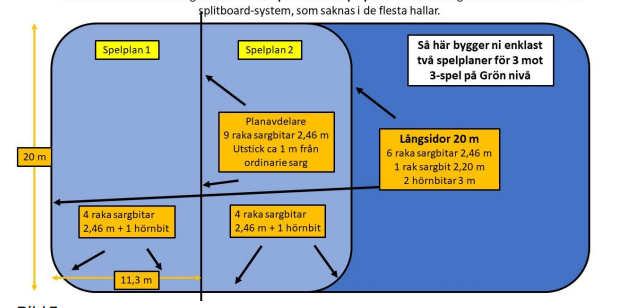 splitboard-system, som saknas i de flesta hallar.
Spelplan 1
Spelplan 2
Så här bygger ni enklast
två spelplaner för 3 mot
3-spel på Grön nivå
Planavdelare
9 raka sargbitar 2,46 m
Utstick ca 1 m från
ordinarie sarg
Långsidor 20 m
6 raka sargbitar 2,46 m
1 rak sargbit 2,20 m
2 hörnbitar 3 m
20 m
4 raka sargbitar
2,46 m + 1 hörnbit
4 raka sargbitar
2,46 m + 1 hörnbit
11,3 m